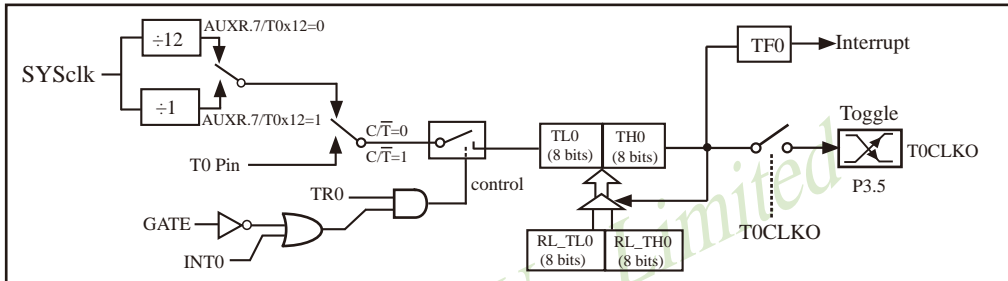 AUXR.7/T0x12=0
÷12
SYSclk
÷1
AUXR.7/T0x12=1
T0 Pin
C/T̅=0
C/T̅=1
TR0
GATE
INT0
control
TL0
(8 bits)
TH0
(8 bits)
RL_TL0
(8 bits)
RL_TH0
(8 bits)
TF0
Interrupt
Toggle
T0CLKO
P3.5
T0CLKO
Limited